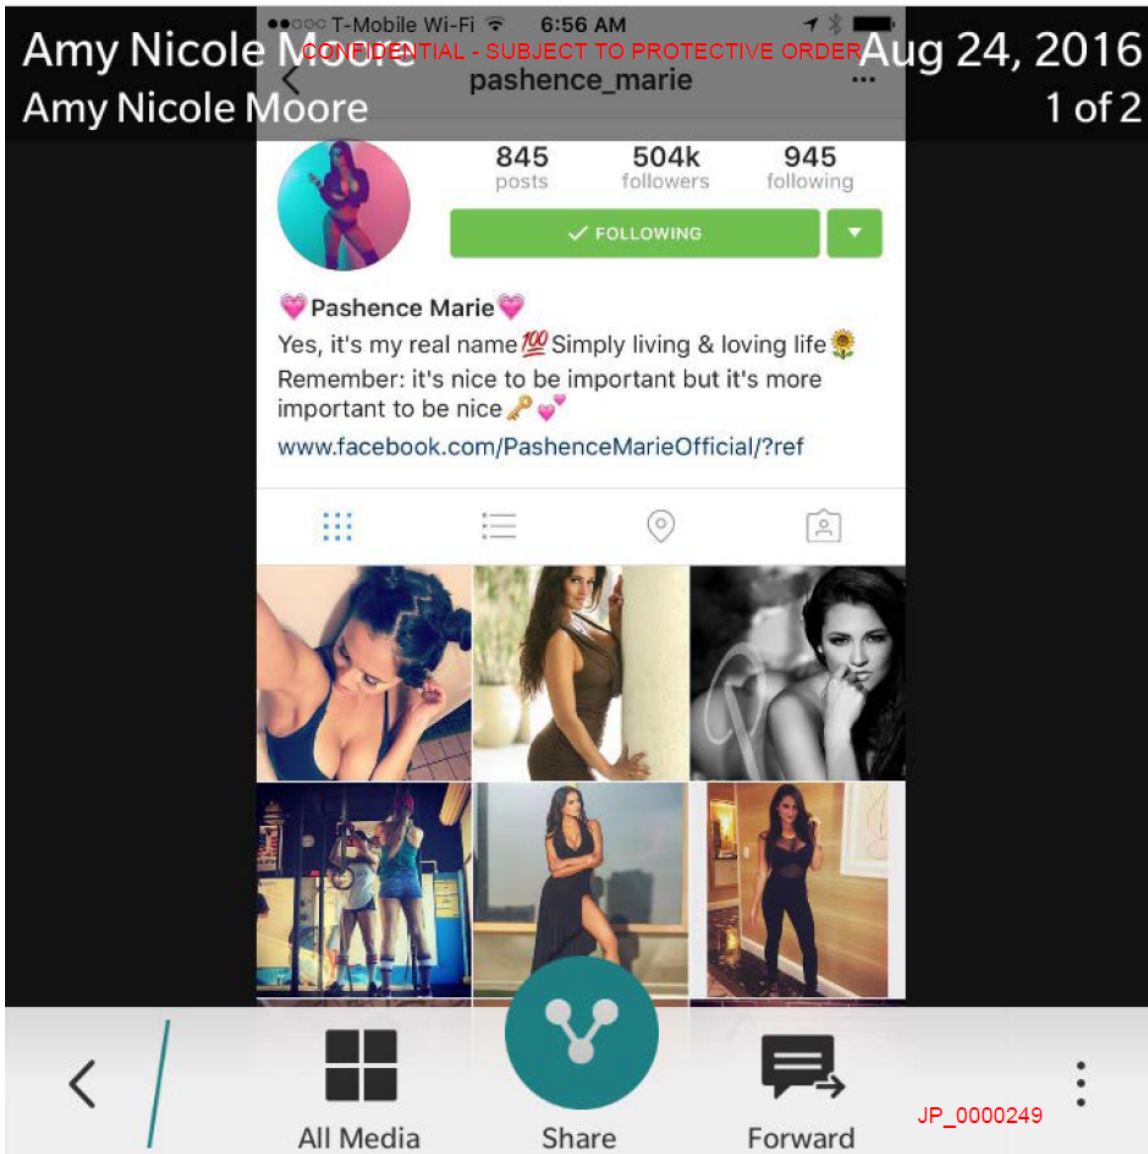 ●●○○○ T-Mobile Wi-Fi 6:56 AM
Amy Nicole Moore
CONFIDENTIAL - SUBJECT TO PROTECTIVE ORDER
Aug 24, 2016
pashence_marie
Amy Nicole Moore
1 of 2
845 504k 945
posts followers following
✓ FOLLOWING
💗Pashence Marie💗
Yes, it's my real name💯Simply living & loving life🌻
Remember: it's nice to be important but it's more
important to be nice🔑💕
www.facebook.com/PashenceMarieOfficial/?ref
JP_0000249
All Media Share Forward